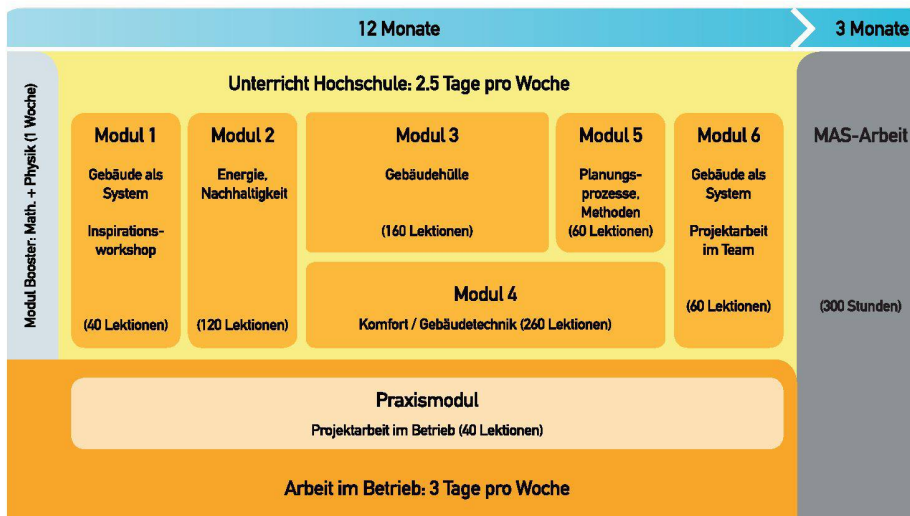 12 Monate
3 Monate
Modul Booster: Math. + Physik (1 Woche)
Unterricht Hochschule: 2.5 Tage pro Woche
Modul 1
Gebäude als
System
Inspirations-
workshop
(40 Lektionen)
Modul 2
Energie,
Nachhaltigkeit
(120 Lektionen)
Modul 3
Gebäudehülle
(160 Lektionen)
Modul 5
Planungs-
prozesse,
Methoden
(60 Lektionen)
Modul 4
Komfort / Gebäudetechnik (260 Lektionen)
Modul 6
Gebäude als
System
Projektarbeit
im Team
(60 Lektionen)
MAS-Arbeit
(300 Stunden)
Praxismodul
Projektarbeit im Betrieb (40 Lektionen)
Arbeit im Betrieb: 3 Tage pro Woche